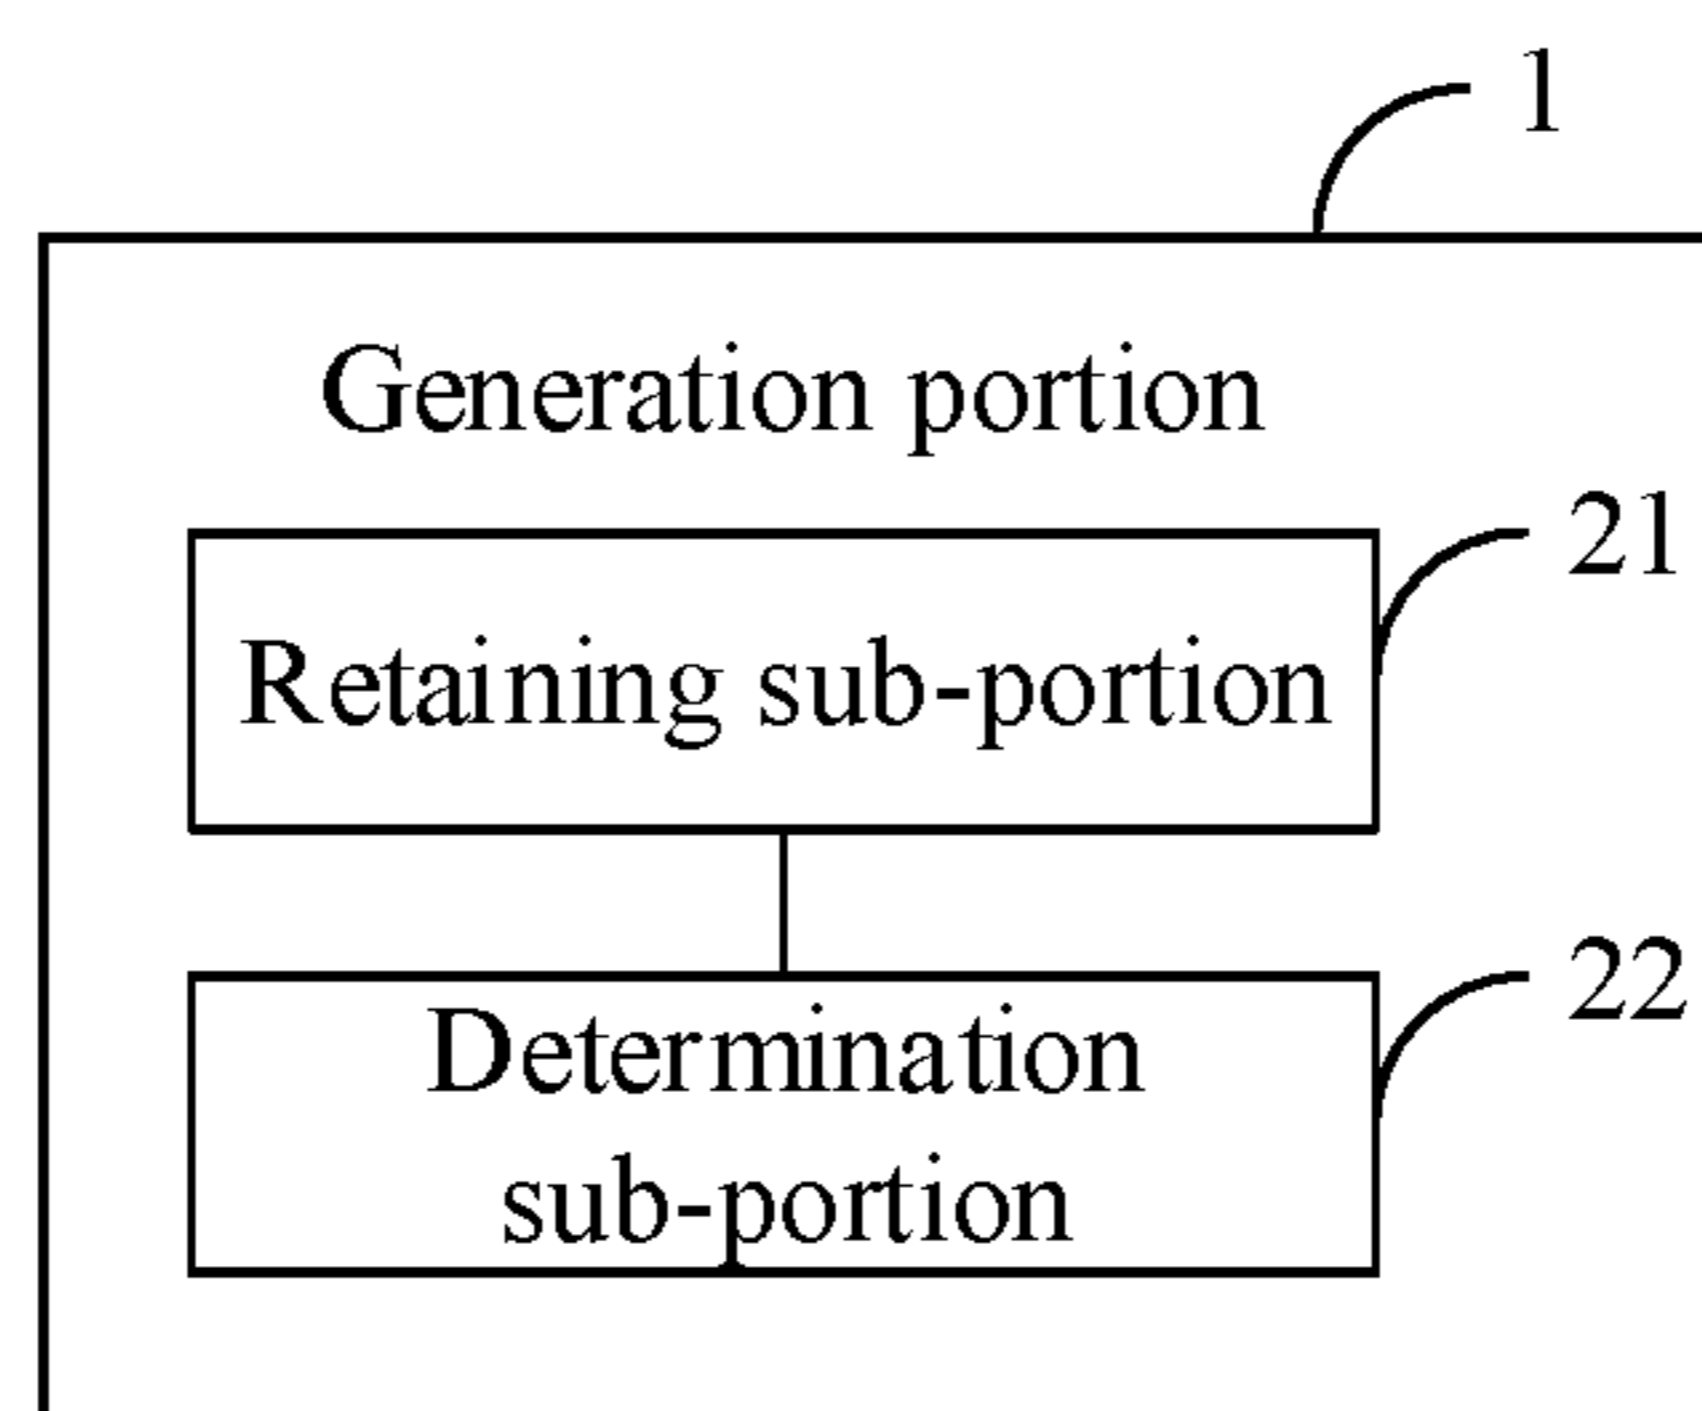 1
Generation portion
21
Retaining sub-portion
22
Determination
sub-portion